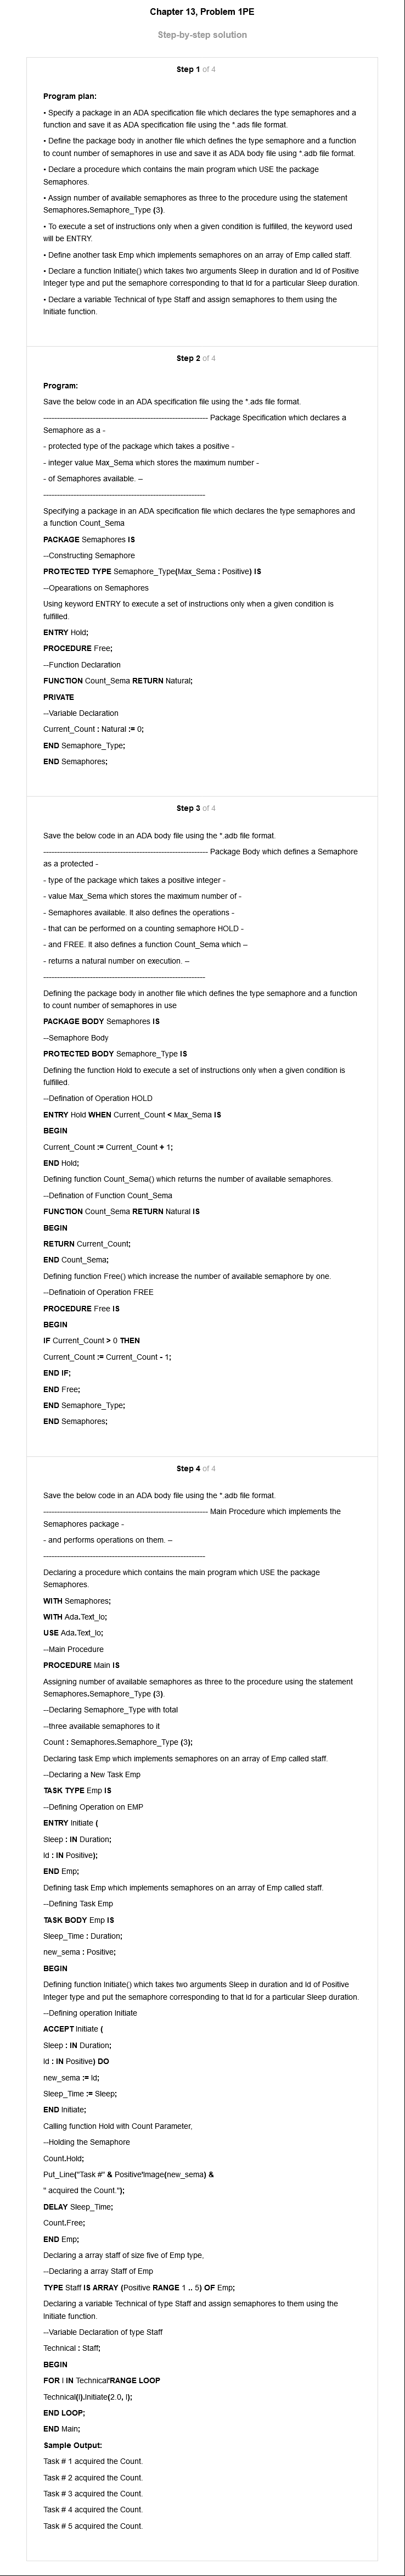 Chapter 13, Problem 1PE
Step-by-step solution
Step 1 of 4
Program plan:
• Specify a package in an ADA specification file which declares the type semaphores and a
function and save it as ADA specification file using the *.ads file format.
• Define the package body in another file which defines the type semaphore and a function
to count number of semaphores in use and save it as ADA body file using *.adb file format.
• Declare a procedure which contains the main program which USE the package
Semaphores.
• Assign number of available semaphores as three to the procedure using the statement
Semaphores.Semaphore_Type (3).
• To execute a set of instructions only when a given condition is fulfilled, the keyword used
will be ENTRY.
• Define another task Emp which implements semaphores on an array of Emp called staff.
• Declare a function Initiate() which takes two arguments Sleep in duration and Id of Positive
Integer type and put the semaphore corresponding to that Id for a particular Sleep duration.
• Declare a variable Technical of type Staff and assign semaphores to them using the
Initiate function.
Step 2 of 4
Program:
Save the below code in an ADA specification file using the *.ads file format.
------------------------------------------------------------ Package Specification which declares a
Semaphore as a -
- protected type of the package which takes a positive -
- integer value Max_Sema which stores the maximum number -
- of Semaphores available. –
------------------------------------------------------------
Specifying a package in an ADA specification file which declares the type semaphores and
a function Count_Sema
PACKAGE Semaphores IS
--Constructing Semaphore
PROTECTED TYPE Semaphore_Type(Max_Sema : Positive) IS
--Opearations on Semaphores
Using keyword ENTRY to execute a set of instructions only when a given condition is
fulfilled.
ENTRY Hold;
PROCEDURE Free;
--Function Declaration
FUNCTION Count_Sema RETURN Natural;
PRIVATE
--Variable Declaration
Current_Count : Natural := 0;
END Semaphore_Type;
END Semaphores;
Step 3 of 4
Save the below code in an ADA body file using the *.adb file format.
------------------------------------------------------------ Package Body which defines a Semaphore
as a protected -
- type of the package which takes a positive integer -
- value Max_Sema which stores the maximum number of -
- Semaphores available. It also defines the operations -
- that can be performed on a counting semaphore HOLD -
- and FREE. It also defines a function Count_Sema which –
- returns a natural number on execution. –
------------------------------------------------------------
Defining the package body in another file which defines the type semaphore and a function
to count number of semaphores in use
PACKAGE BODY Semaphores IS
--Semaphore Body
PROTECTED BODY Semaphore_Type IS
Defining the function Hold to execute a set of instructions only when a given condition is
fulfilled.
--Defination of Operation HOLD
ENTRY Hold WHEN Current_Count < Max_Sema IS
BEGIN
Current_Count := Current_Count + 1;
END Hold;
Defining function Count_Sema() which returns the number of available semaphores.
--Defination of Function Count_Sema
FUNCTION Count_Sema RETURN Natural IS
BEGIN
RETURN Current_Count;
END Count_Sema;
Defining function Free() which increase the number of available semaphore by one.
--Definatioin of Operation FREE
PROCEDURE Free IS
BEGIN
IF Current_Count > 0 THEN
Current_Count := Current_Count - 1;
END IF;
END Free;
END Semaphore_Type;
END Semaphores;
Step 4 of 4
Save the below code in an ADA body file using the *.adb file format.
------------------------------------------------------------ Main Procedure which implements the
Semaphores package -
- and performs operations on them. –
------------------------------------------------------------
Declaring a procedure which contains the main program which USE the package
Semaphores.
WITH Semaphores;
WITH Ada.Text_Io;
USE Ada.Text_Io;
--Main Procedure
PROCEDURE Main IS
Assigning number of available semaphores as three to the procedure using the statement
Semaphores.Semaphore_Type (3).
--Declaring Semaphore_Type with total
--three available semaphores to it
Count : Semaphores.Semaphore_Type (3);
Declaring task Emp which implements semaphores on an array of Emp called staff.
--Declaring a New Task Emp
TASK TYPE Emp IS
--Defining Operation on EMP
ENTRY Initiate (
Sleep : IN Duration;
Id : IN Positive);
END Emp;
Defining task Emp which implements semaphores on an array of Emp called staff.
--Defining Task Emp
TASK BODY Emp IS
Sleep_Time : Duration;
new_sema : Positive;
BEGIN
Defining function Initiate() which takes two arguments Sleep in duration and Id of Positive
Integer type and put the semaphore corresponding to that Id for a particular Sleep duration.
--Defining operation Initiate
ACCEPT Initiate (
Sleep : IN Duration;
Id : IN Positive) DO
new_sema := Id;
Sleep_Time := Sleep;
END Initiate;
Calling function Hold with Count Parameter,
--Holding the Semaphore
Count.Hold;
Put_Line("Task #" & Positive'Image(new_sema) &
" acquired the Count.");
DELAY Sleep_Time;
Count.Free;
END Emp;
Declaring a array staff of size five of Emp type,
--Declaring a array Staff of Emp
TYPE Staff IS ARRAY (Positive RANGE 1 .. 5) OF Emp;
Declaring a variable Technical of type Staff and assign semaphores to them using the
Initiate function.
--Variable Declaration of type Staff
Technical : Staff;
BEGIN
FOR I IN Technical'RANGE LOOP
Technical(I).Initiate(2.0, I);
END LOOP;
END Main;
Sample Output:
Task # 1 acquired the Count.
Task # 2 acquired the Count.
Task # 3 acquired the Count.
Task # 4 acquired the Count.
Task # 5 acquired the Count.